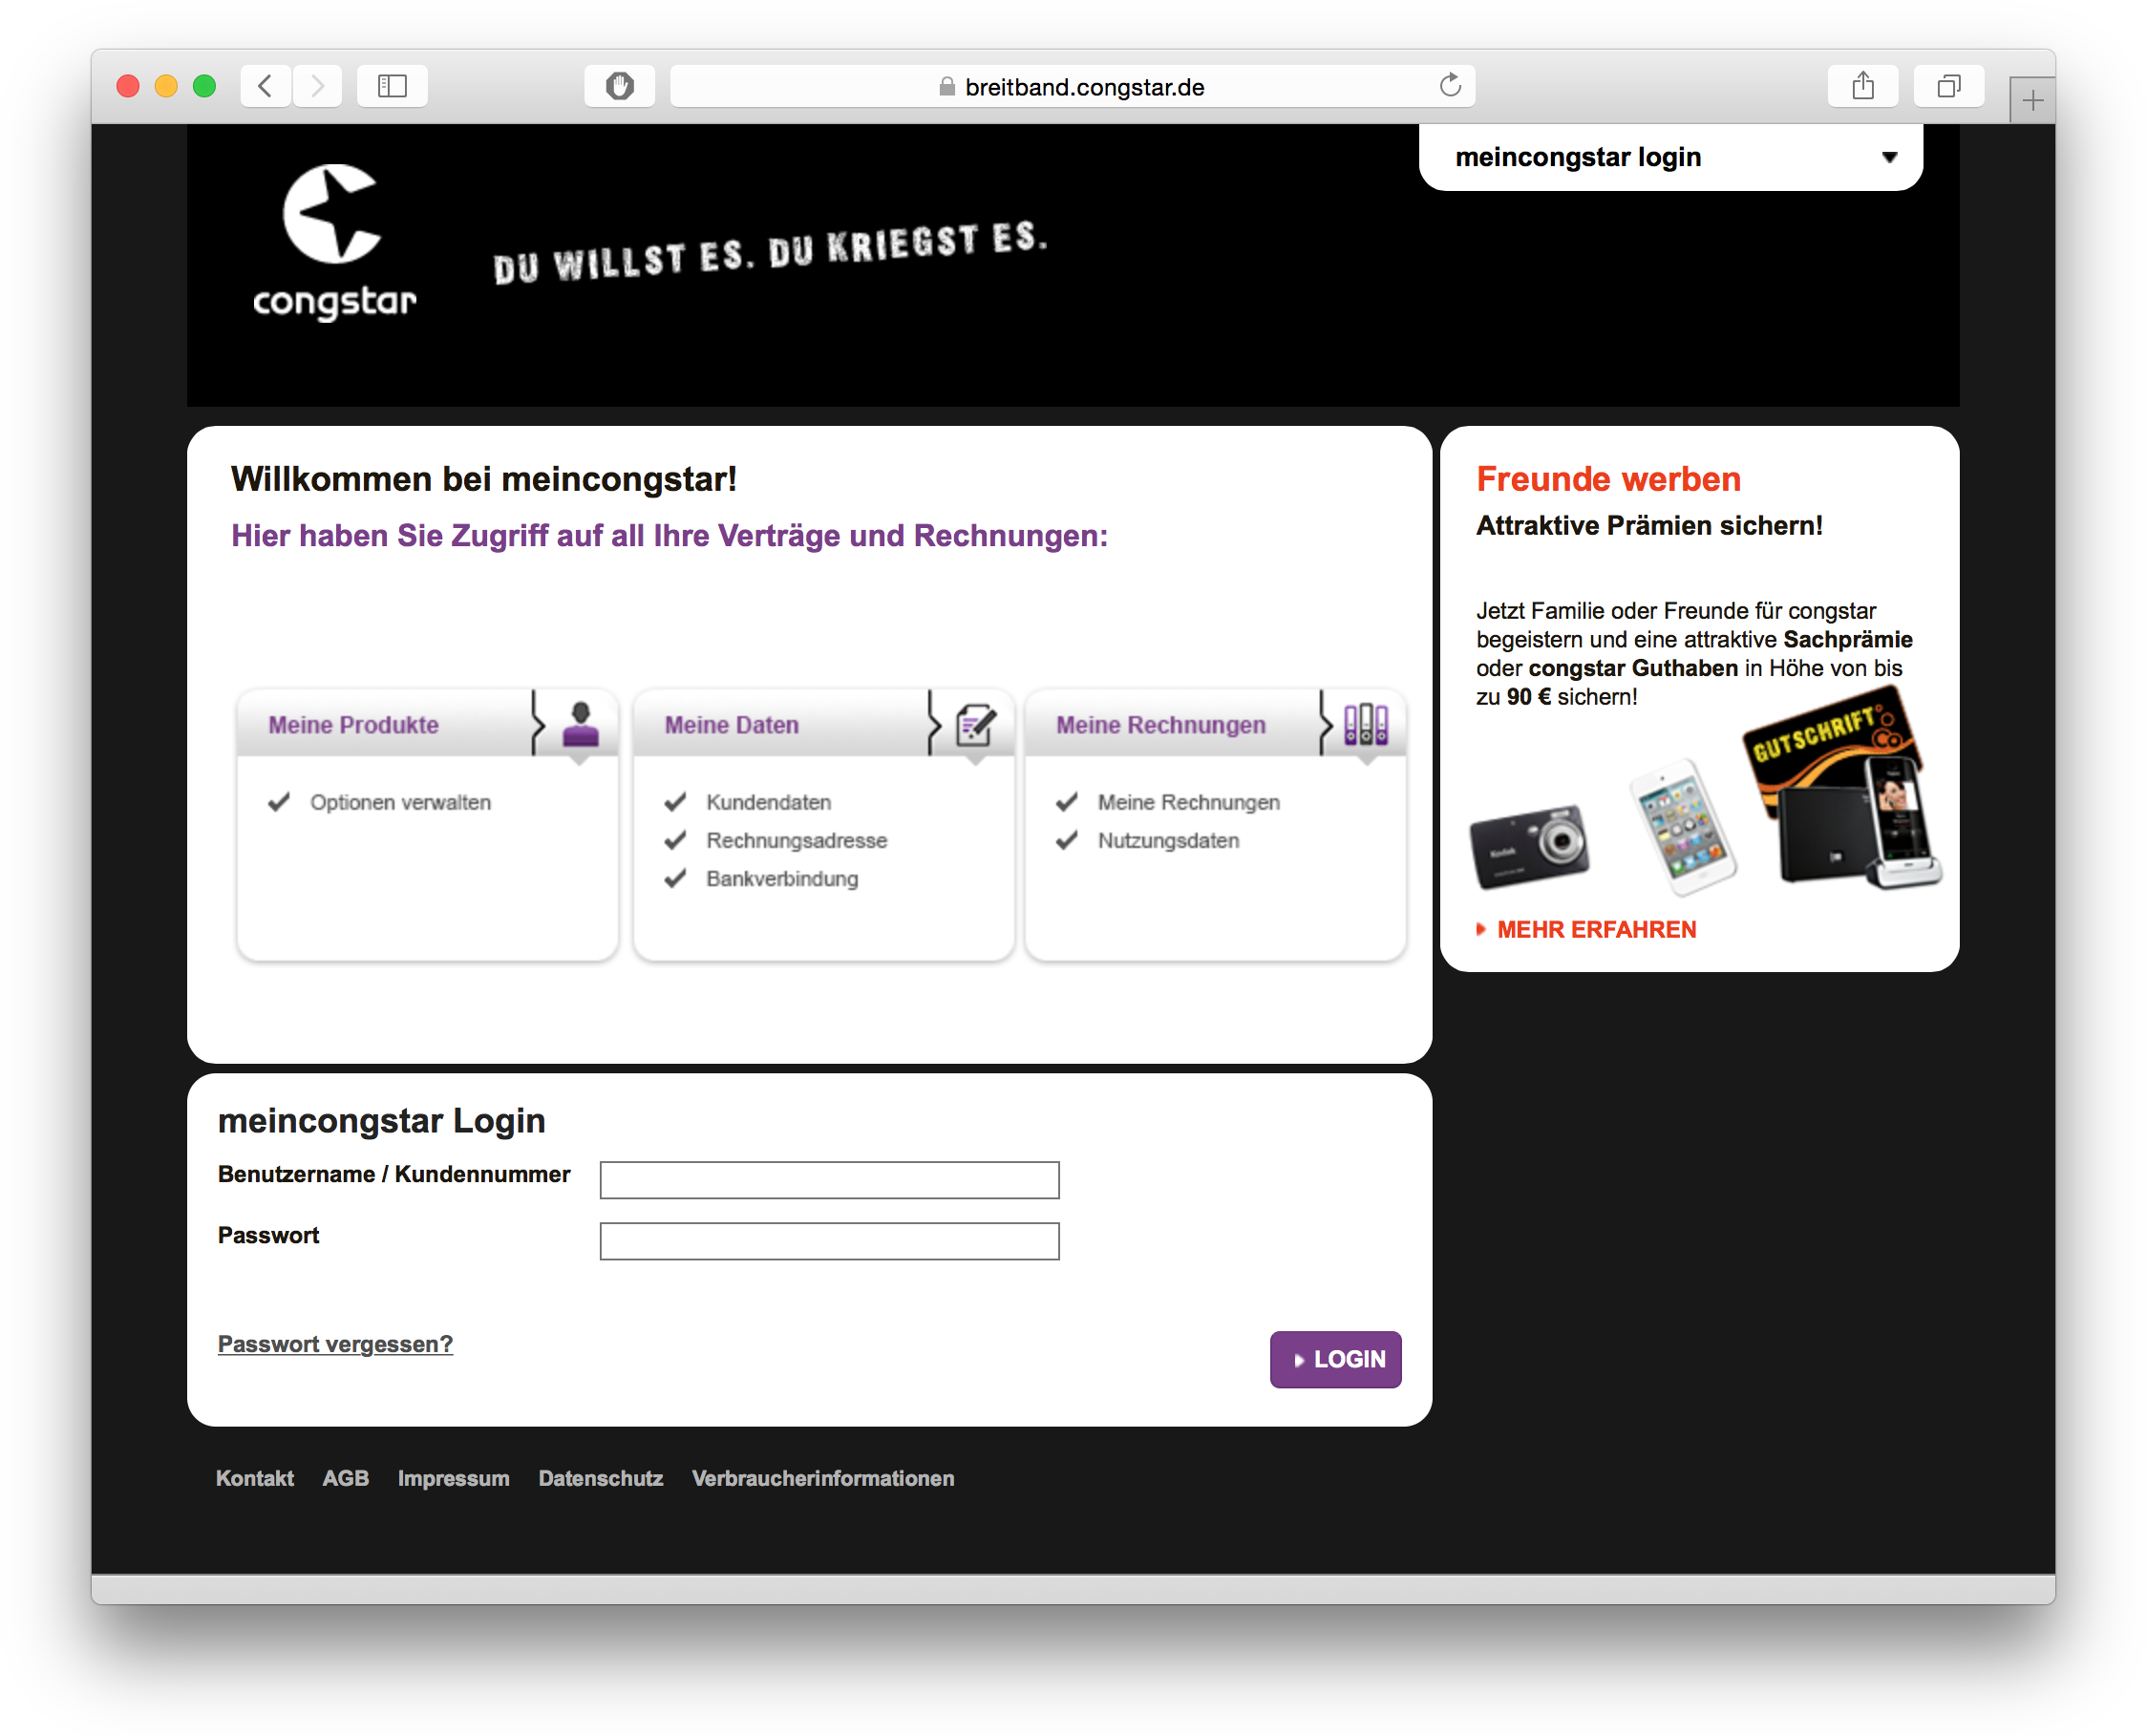 breitband.congstar.de
meincongstar login
congstar
DU WILLST ES. DU KRIEGST ES.
Willkommen bei meincongstar!
Hier haben Sie Zugriff auf all Ihre Verträge und Rechnungen:
Meine Produkte
Optionen verwalten
Meine Daten
Kundendaten
Rechnungsadresse
Bankverbindung
Meine Rechnungen
Meine Rechnungen
Nutzungsdaten
Freunde werben
Attraktive Prämien sichern!
Jetzt Familie oder Freunde für congstar
begeistern und eine attraktive Sachprämie
oder congstar Guthaben in Höhe von bis
zu 90 € sichern!
GUTSCHRIFT
Kodak
MEHR ERFAHREN
meincongstar Login
Benutzername / Kundennummer
Passwort
Passwort vergessen?
LOGIN
Kontakt AGB Impressum Datenschutz Verbraucherinformationen